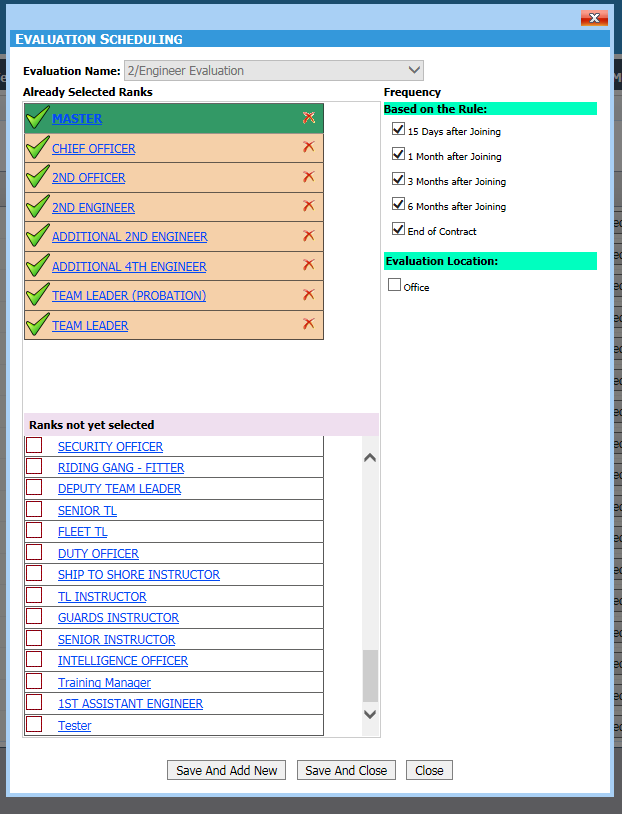 EVALUATION SCHEDULING
Evaluation Name: 2/Engineer Evaluation
Already Selected Ranks
MASTER
CHIEF OFFICER
2ND OFFICER
2ND ENGINEER
ADDITIONAL 2ND ENGINEER
ADDITIONAL 4TH ENGINEER
TEAM LEADER (PROBATION)
TEAM LEADER
Ranks not yet selected
SECURITY OFFICER
RIDING GANG - FITTER
DEPUTY TEAM LEADER
SENIOR TL
FLEET TL
DUTY OFFICER
SHIP TO SHORE INSTRUCTOR
TL INSTRUCTOR
GUARDS INSTRUCTOR
SENIOR INSTRUCTOR
INTELLIGENCE OFFICER
Training Manager
1ST ASSISTANT ENGINEER
Tester
Frequency
Based on the Rule:
15 Days after Joining
1 Month after Joining
3 Months after Joining
6 Months after Joining
End of Contract
Evaluation Location:
Office
Save And Add New Save And Close Close